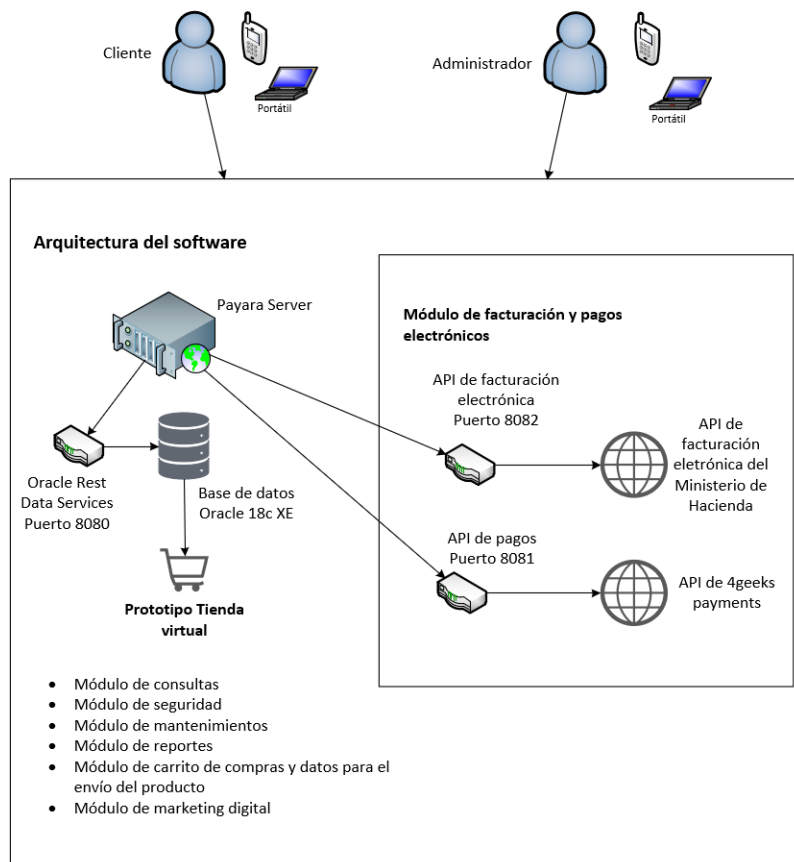 Cliente
Portátil
Administrador
Portátil
Arquitectura del software
Payara Server
Oracle Rest
Data Services
Puerto 8080
Base de datos
Oracle 18c XE
Prototipo Tienda
virtual
Módulo de facturación y pagos
electrónicos
API de facturación
electrónica
Puerto 8082
API de
facturación
eletrónica del
Ministerio de
Hacienda
API de pagos
Puerto 8081
API de 4geeks
payments
• Módulo de consultas
• Módulo de seguridad
• Módulo de mantenimientos
• Módulo de reportes
• Módulo de carrito de compras y datos para el
envío del producto
• Módulo de marketing digital